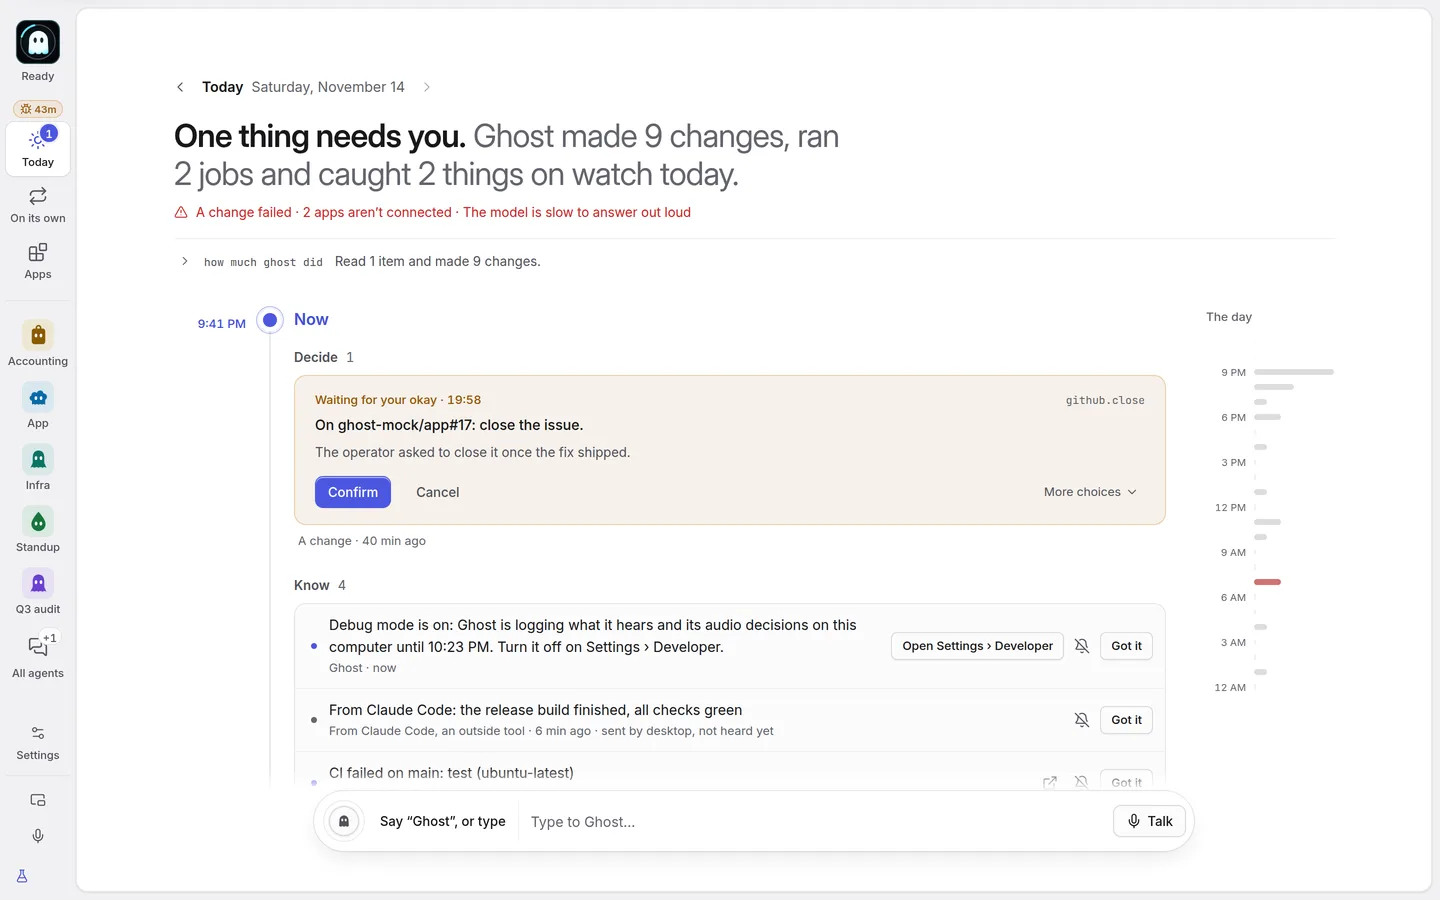 Ready
43m
1
Today
On its own
Apps
Accounting
App
Infra
Standup
Q3 audit
+1
All agents
Settings
Today Saturday, November 14
One thing needs you. Ghost made 9 changes, ran
2 jobs and caught 2 things on watch today.
A change failed · 2 apps aren’t connected · The model is slow to answer out loud
how much ghost did Read 1 item and made 9 changes.
9:41 PM Now
Decide 1
Waiting for your okay · 19:58 github.close
On ghost-mock/app#17: close the issue.
The operator asked to close it once the fix shipped.
Confirm Cancel More choices
A change · 40 min ago
Know 4
Debug mode is on: Ghost is logging what it hears and its audio decisions on this
computer until 10:23 PM. Turn it off on Settings › Developer.
Ghost · now
Open Settings › Developer Got it
From Claude Code: the release build finished, all checks green
From Claude Code, an outside tool · 6 min ago · sent by desktop, not heard yet
Got it
CI failed on main: test (ubuntu-latest)
Got it
Say “Ghost”, or type Type to Ghost... Talk
The day
9 PM
6 PM
3 PM
12 PM
9 AM
6 AM
3 AM
12 AM